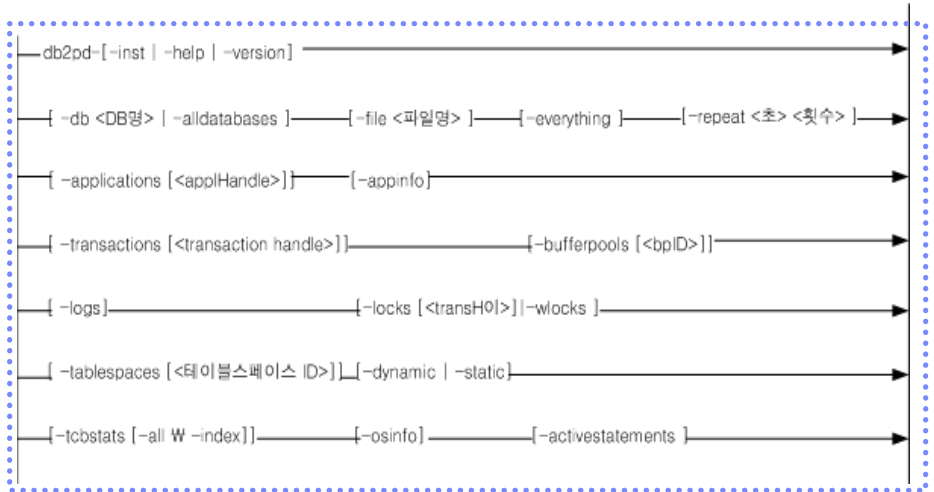 db2pd-[-inst | -help | -version]
[ -db <DB명> | -alldatabases ] [-file <파일명> ] [-everything ] [-repeat <초> <횟수> ]
[ -applications [<applHandle>]] [-appinfo]
[ -transactions [<transaction handle>]] [-bufferpools [<bpID>]]
[ -logs] [-locks [<transH이>]|-wlocks ]
[ -tablespaces [<테이블스페이스 ID>]] [-dynamic | -static]
[-tcbstats [-all ₩ -index]] [-osinfo] [-activestatements ]